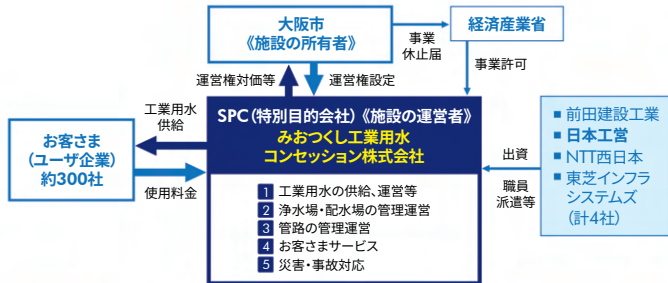 大阪市
《施設の所有者》
事業
休止届
経済産業省
運営権対価等
運営権設定
事業許可
工業用水
供給
お客さま
(ユーザ企業)
約300社
使用料金
SPC(特別目的会社)《施設の運営者》
みおつくし工業用水
コンセッション株式会社
1 工業用水の供給、運営等
2 浄水場・配水場の管理運営
3 管路の管理運営
4 お客さまサービス
5 災害・事故対応
出資
職員
派遣等
■ 前田建設工業
■ 日本工営
■ NTT西日本
■ 東芝インフラ
システムズ
(計4社)